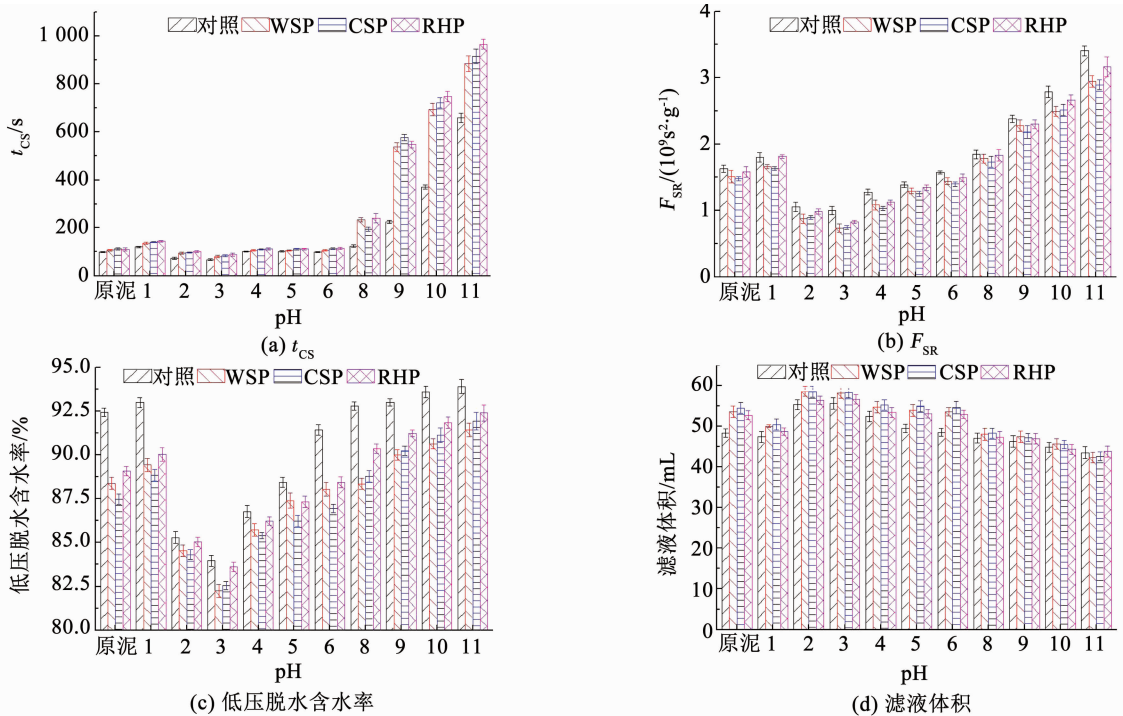 对照 WSP CSP RHP
1 000
800
600
400
200
0
t_CS/s
原泥 1 2 3 4 5 6 8 9 10 11
pH
(a) t_CS
对照 WSP CSP RHP
4
3
2
1
0
F_SR/(10⁹s²·g⁻¹)
原泥 1 2 3 4 5 6 8 9 10 11
pH
(b) F_SR
对照 WSP CSP RHP
95.0
92.5
90.0
87.5
85.0
82.5
80.0
低压脱水含水率/%
原泥 1 2 3 4 5 6 8 9 10 11
pH
(c) 低压脱水含水率
对照 WSP CSP RHP
60
50
40
30
20
10
0
滤液体积/mL
原泥 1 2 3 4 5 6 8 9 10 11
pH
(d) 滤液体积